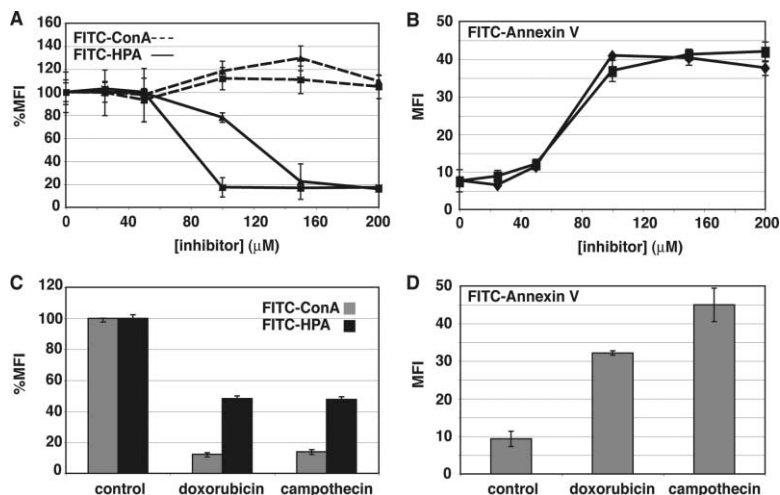 A
FITC-ConA
FITC-HPA
%MFI
160
140
120
100
80
60
40
20
0
0 40 80 120 160 200
[inhibitor] (µM)
B
FITC-Annexin V
MFI
50
40
30
20
10
0
0 40 80 120 160 200
[inhibitor] (µM)
C
FITC-ConA
FITC-HPA
%MFI
120
100
80
60
40
20
0
control doxorubicin campothecin
D
FITC-Annexin V
MFI
50
40
30
10
10
0
control doxorubicin campothecin